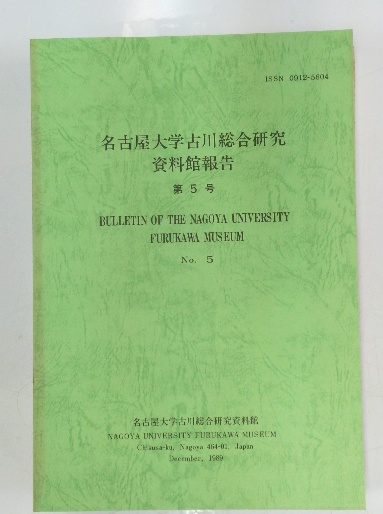 ISSN 0912-5604
名古屋大学古川総合研究
資料館報告
第 5 号
BULLETIN OF THE NAGOYA UNIVERSITY
FURUKAWA MUSEUM
No. 5
名古屋大学古川総合研究資料館
NAGOYA UNIVERSITY FURUKAWA MUSEUM
Chikusa-ku, Nagoya 464-01, Japan
December, 1989